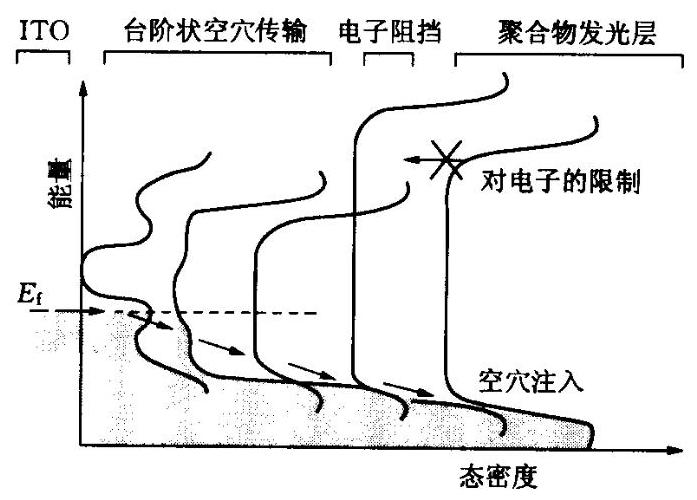 ITO 台阶状空穴传输 电子阻挡 聚合物发光层
能量
对电子的限制
E_f
空穴注入
态密度